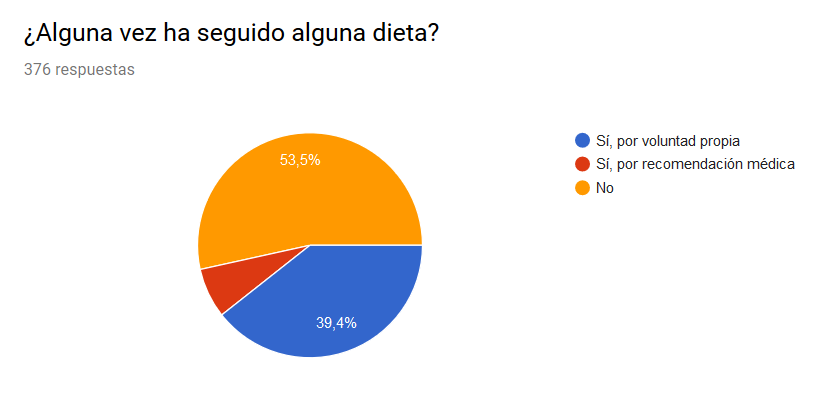 ¿Alguna vez ha seguido alguna dieta?
376 respuestas
53,5%
39,4%
Sí, por voluntad propia
Sí, por recomendación médica
No